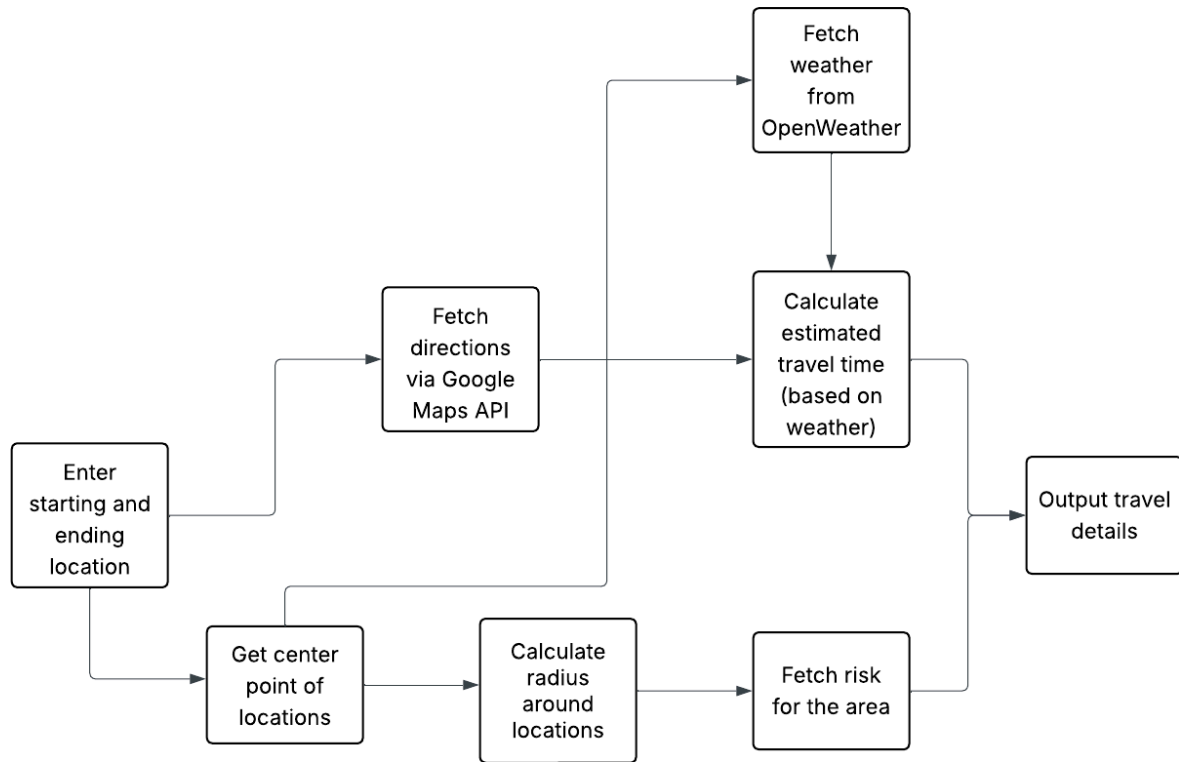 Fetch
weather
from
OpenWeather
Fetch
directions
via Google
Maps API
Calculate
estimated
travel time
(based on
weather)
Enter
starting and
ending
location
Output travel
details
Get center
point of
locations
Calculate
radius
around
locations
Fetch risk
for the area